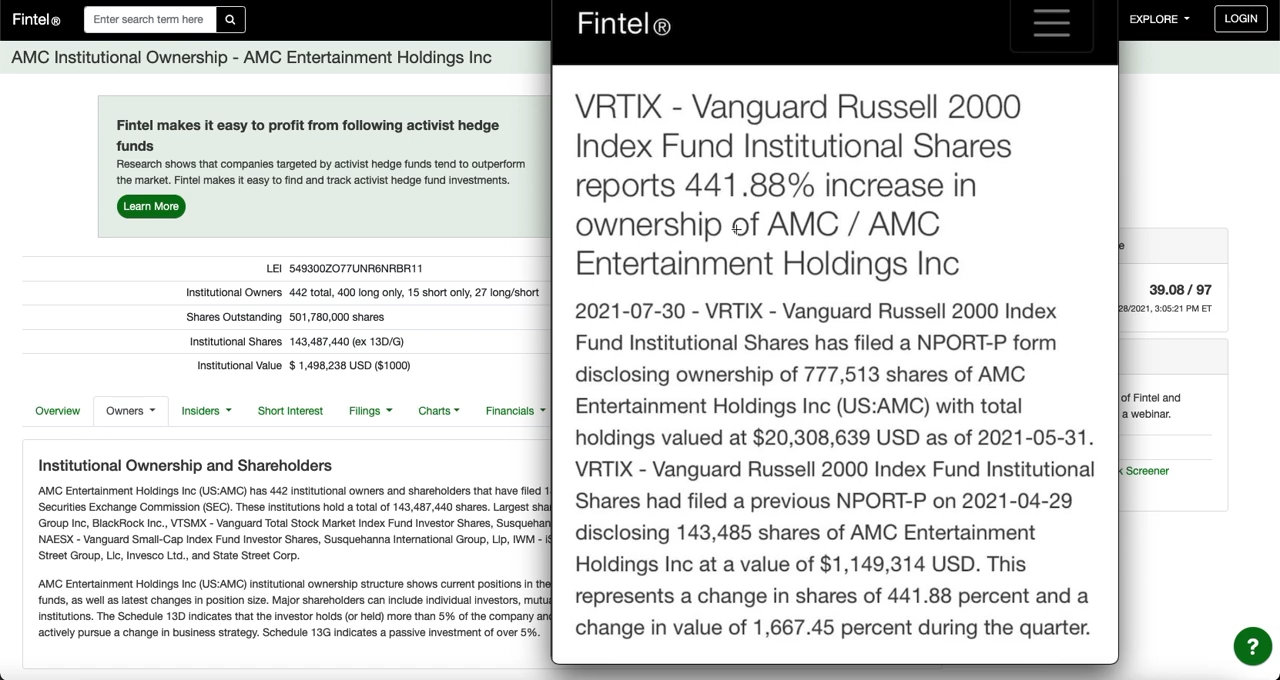 Fintel®
Enter search term here
EXPLORE
LOGIN
AMC Institutional Ownership - AMC Entertainment Holdings Inc
Fintel makes it easy to profit from following activist hedge
funds
Research shows that companies targeted by activist hedge funds tend to outperform
the market. Fintel makes it easy to find and track activist hedge fund investments.
Learn More
LEI 549300ZO77UNR6NRBR11
Institutional Owners 442 total, 400 long only, 15 short only, 27 long/short
Shares Outstanding 501,780,000 shares
Institutional Shares 143,487,440 (ex 13D/G)
Institutional Value $ 1,498,238 USD ($1000)
Overview Owners Insiders Short Interest Filings Charts Financials
Institutional Ownership and Shareholders
AMC Entertainment Holdings Inc (US:AMC) has 442 institutional owners and shareholders that have filed
Securities Exchange Commission (SEC). These institutions hold a total of 143,487,440 shares. Largest
Group Inc, BlackRock Inc., VTSMX - Vanguard Total Stock Market Index Fund Investor Shares,
NAESX - Vanguard Small-Cap Index Fund Investor Shares, Susquehanna International Group, Llp, IWM -
Street Group, Llc, Invesco Ltd., and State Street Corp.
AMC Entertainment Holdings Inc (US:AMC) institutional ownership structure shows current positions in the
funds, as well as latest changes in position size. Major shareholders can include individual investors,
institutions. The Schedule 13D indicates that the investor holds (or held) more than 5% of the company
actively pursue a change in business strategy. Schedule 13G indicates a passive investment of over 5%.
Fintel®
VRTIX - Vanguard Russell 2000
Index Fund Institutional Shares
reports 441.88% increase in
ownership of AMC / AMC
Entertainment Holdings Inc
2021-07-30 - VRTIX - Vanguard Russell 2000 Index
Fund Institutional Shares has filed a NPORT-P form
disclosing ownership of 777,513 shares of AMC
Entertainment Holdings Inc (US:AMC) with total
holdings valued at $20,308,639 USD as of 2021-05-31.
VRTIX - Vanguard Russell 2000 Index Fund Institutional
Shares had filed a previous NPORT-P on 2021-04-29
disclosing 143,485 shares of AMC Entertainment
Holdings Inc at a value of $1,149,314 USD. This
represents a change in shares of 441.88 percent and a
change in value of 1,667.45 percent during the quarter.
39.08 / 97
28/2021, 3:05:21 PM ET
of Fintel and
a webinar.
Screener
?